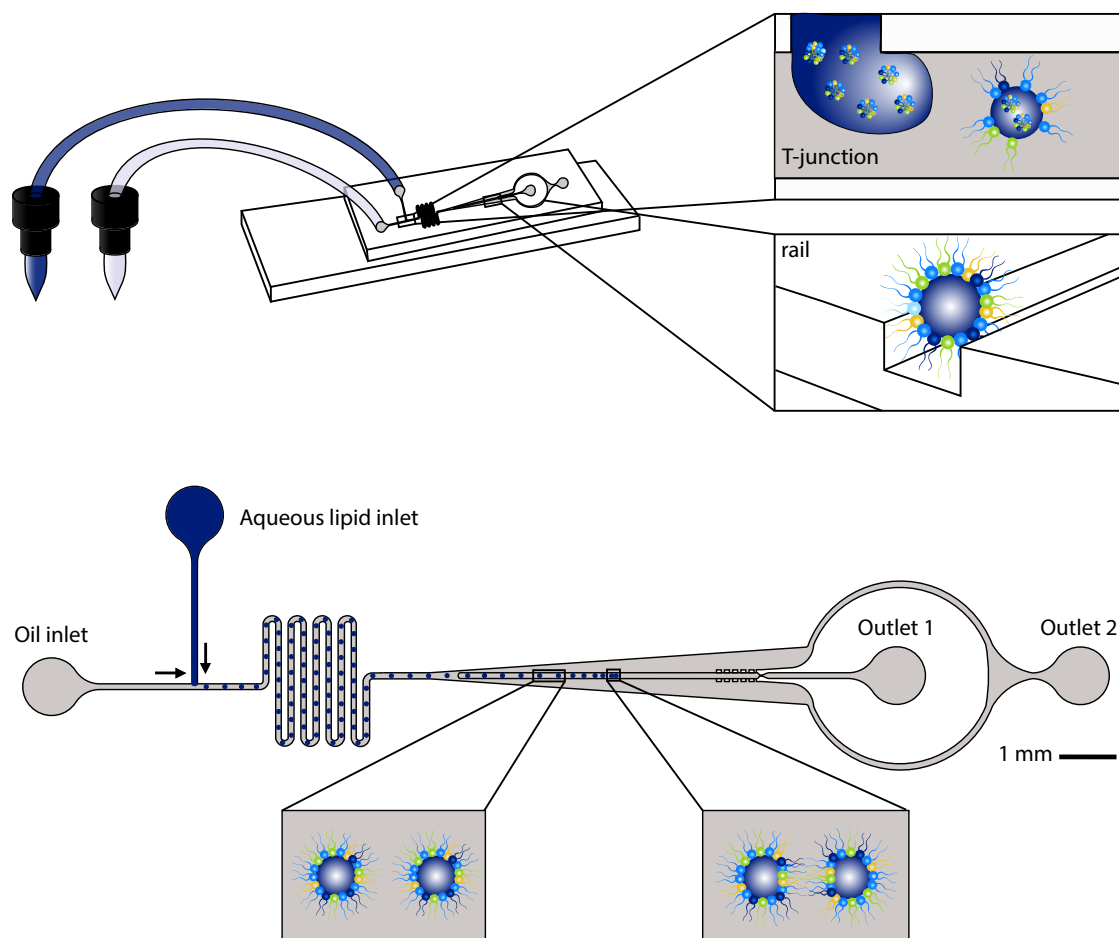 T-junction
rail
Aqueous lipid inlet
Oil inlet
Outlet 1
Outlet 2
1 mm